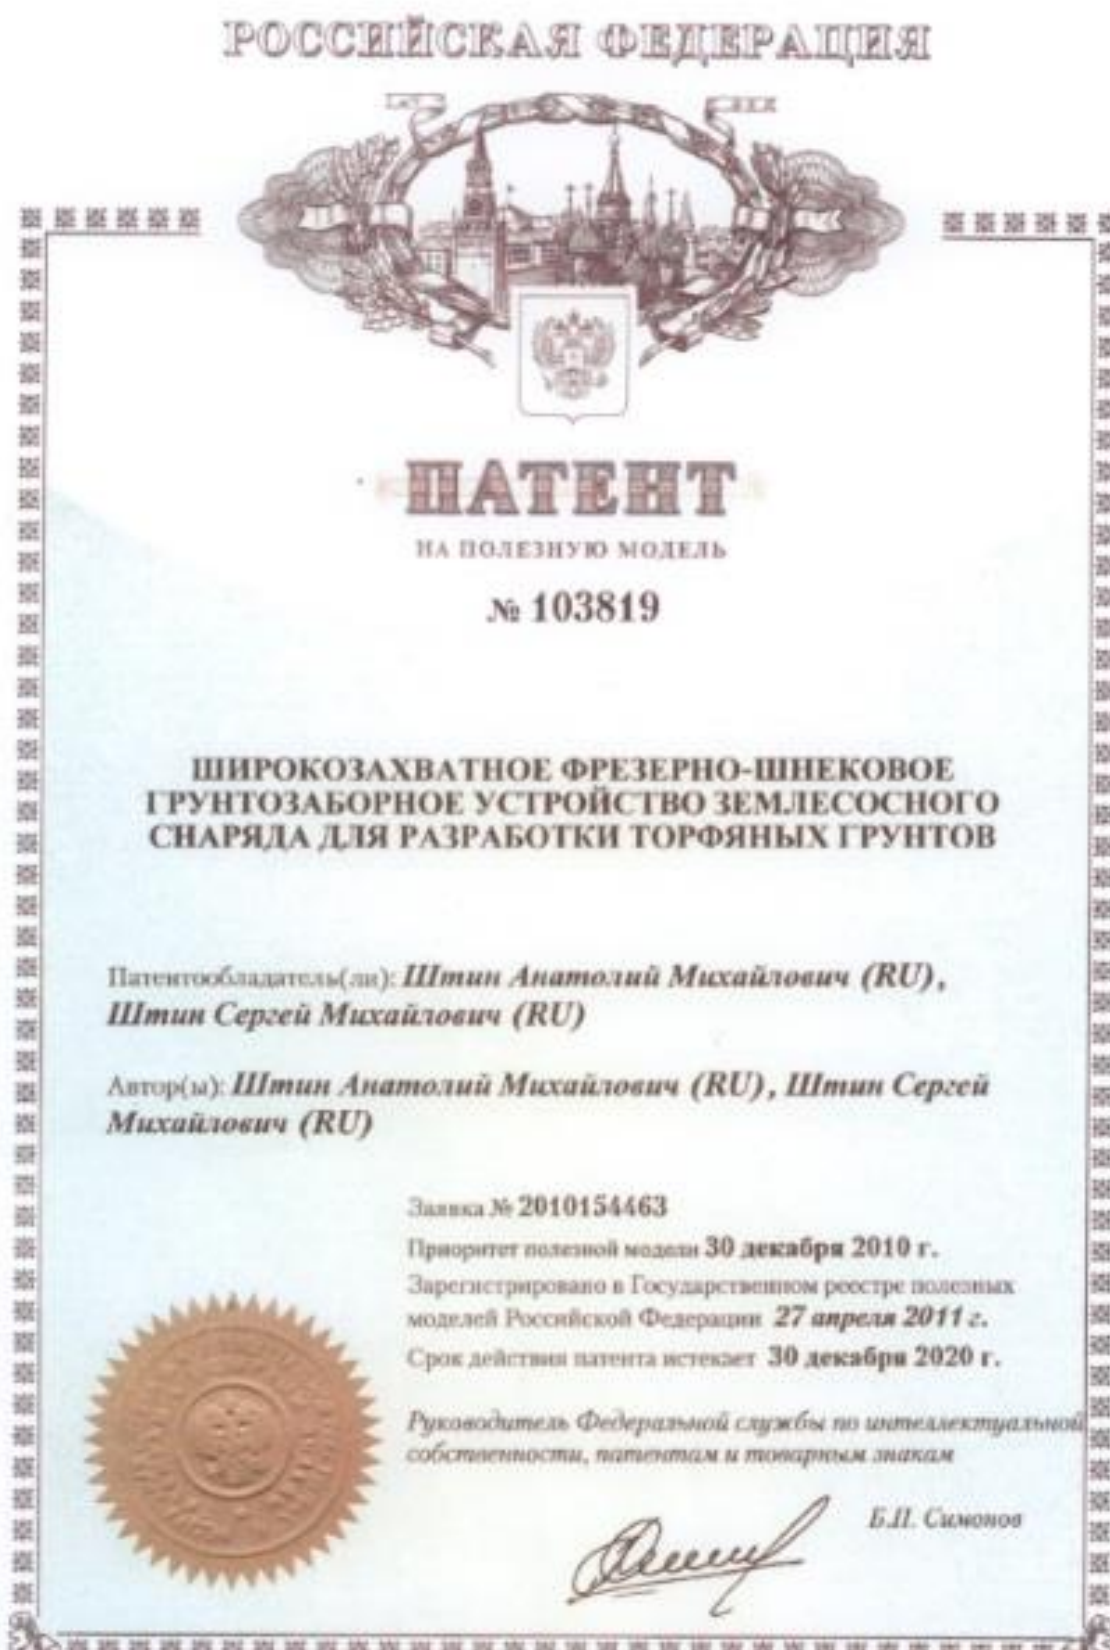 РОССИЙСКАЯ ФЕДЕРАЦИЯ
ПАТЕНТ
НА ПОЛЕЗНУЮ МОДЕЛЬ
№ 103819
ШИРОКОЗАХВАТНОЕ ФРЕЗЕРНО-ШНЕКОВОЕ
ГРУНТОЗАБОРНОЕ УСТРОЙСТВО ЗЕМЛЕСОСНОГО
СНАРЯДА ДЛЯ РАЗРАБОТКИ ТОРФЯНЫХ ГРУНТОВ
Патентообладатель(ли): Штин Анатолий Михайлович (RU),
Штин Сергей Михайлович (RU)
Автор(ы): Штин Анатолий Михайлович (RU), Штин Сергей
Михайлович (RU)
Заявка № 2010154463
Приоритет полезной модели 30 декабря 2010 г.
Зарегистрировано в Государственном реестре полезных
моделей Российской Федерации 27 апреля 2011 г.
Срок действия патента истекает 30 декабря 2020 г.
Руководитель Федеральной службы по интеллектуальной
собственности, патентам и товарным знакам
Б.П. Симонов